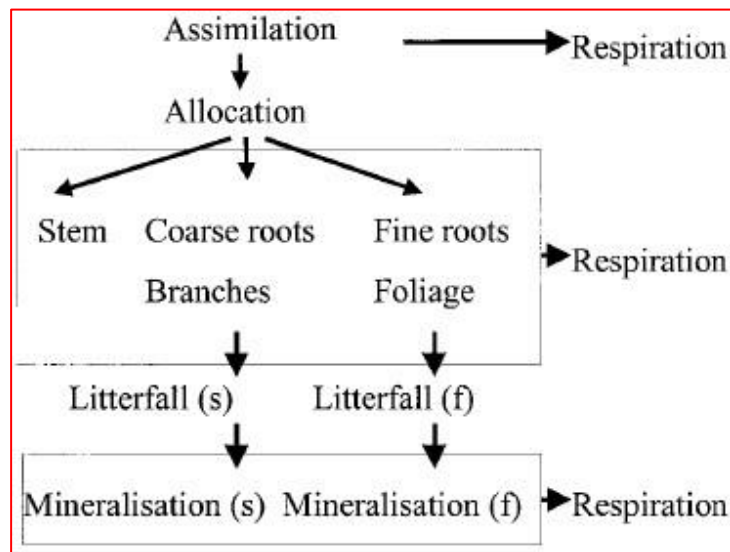 Assimilation
Respiration
Allocation
Stem Coarse roots Fine roots
Respiration
Branches Foliage
Litterfall (s) Litterfall (f)
Mineralisation (s) Mineralisation (f) Respiration